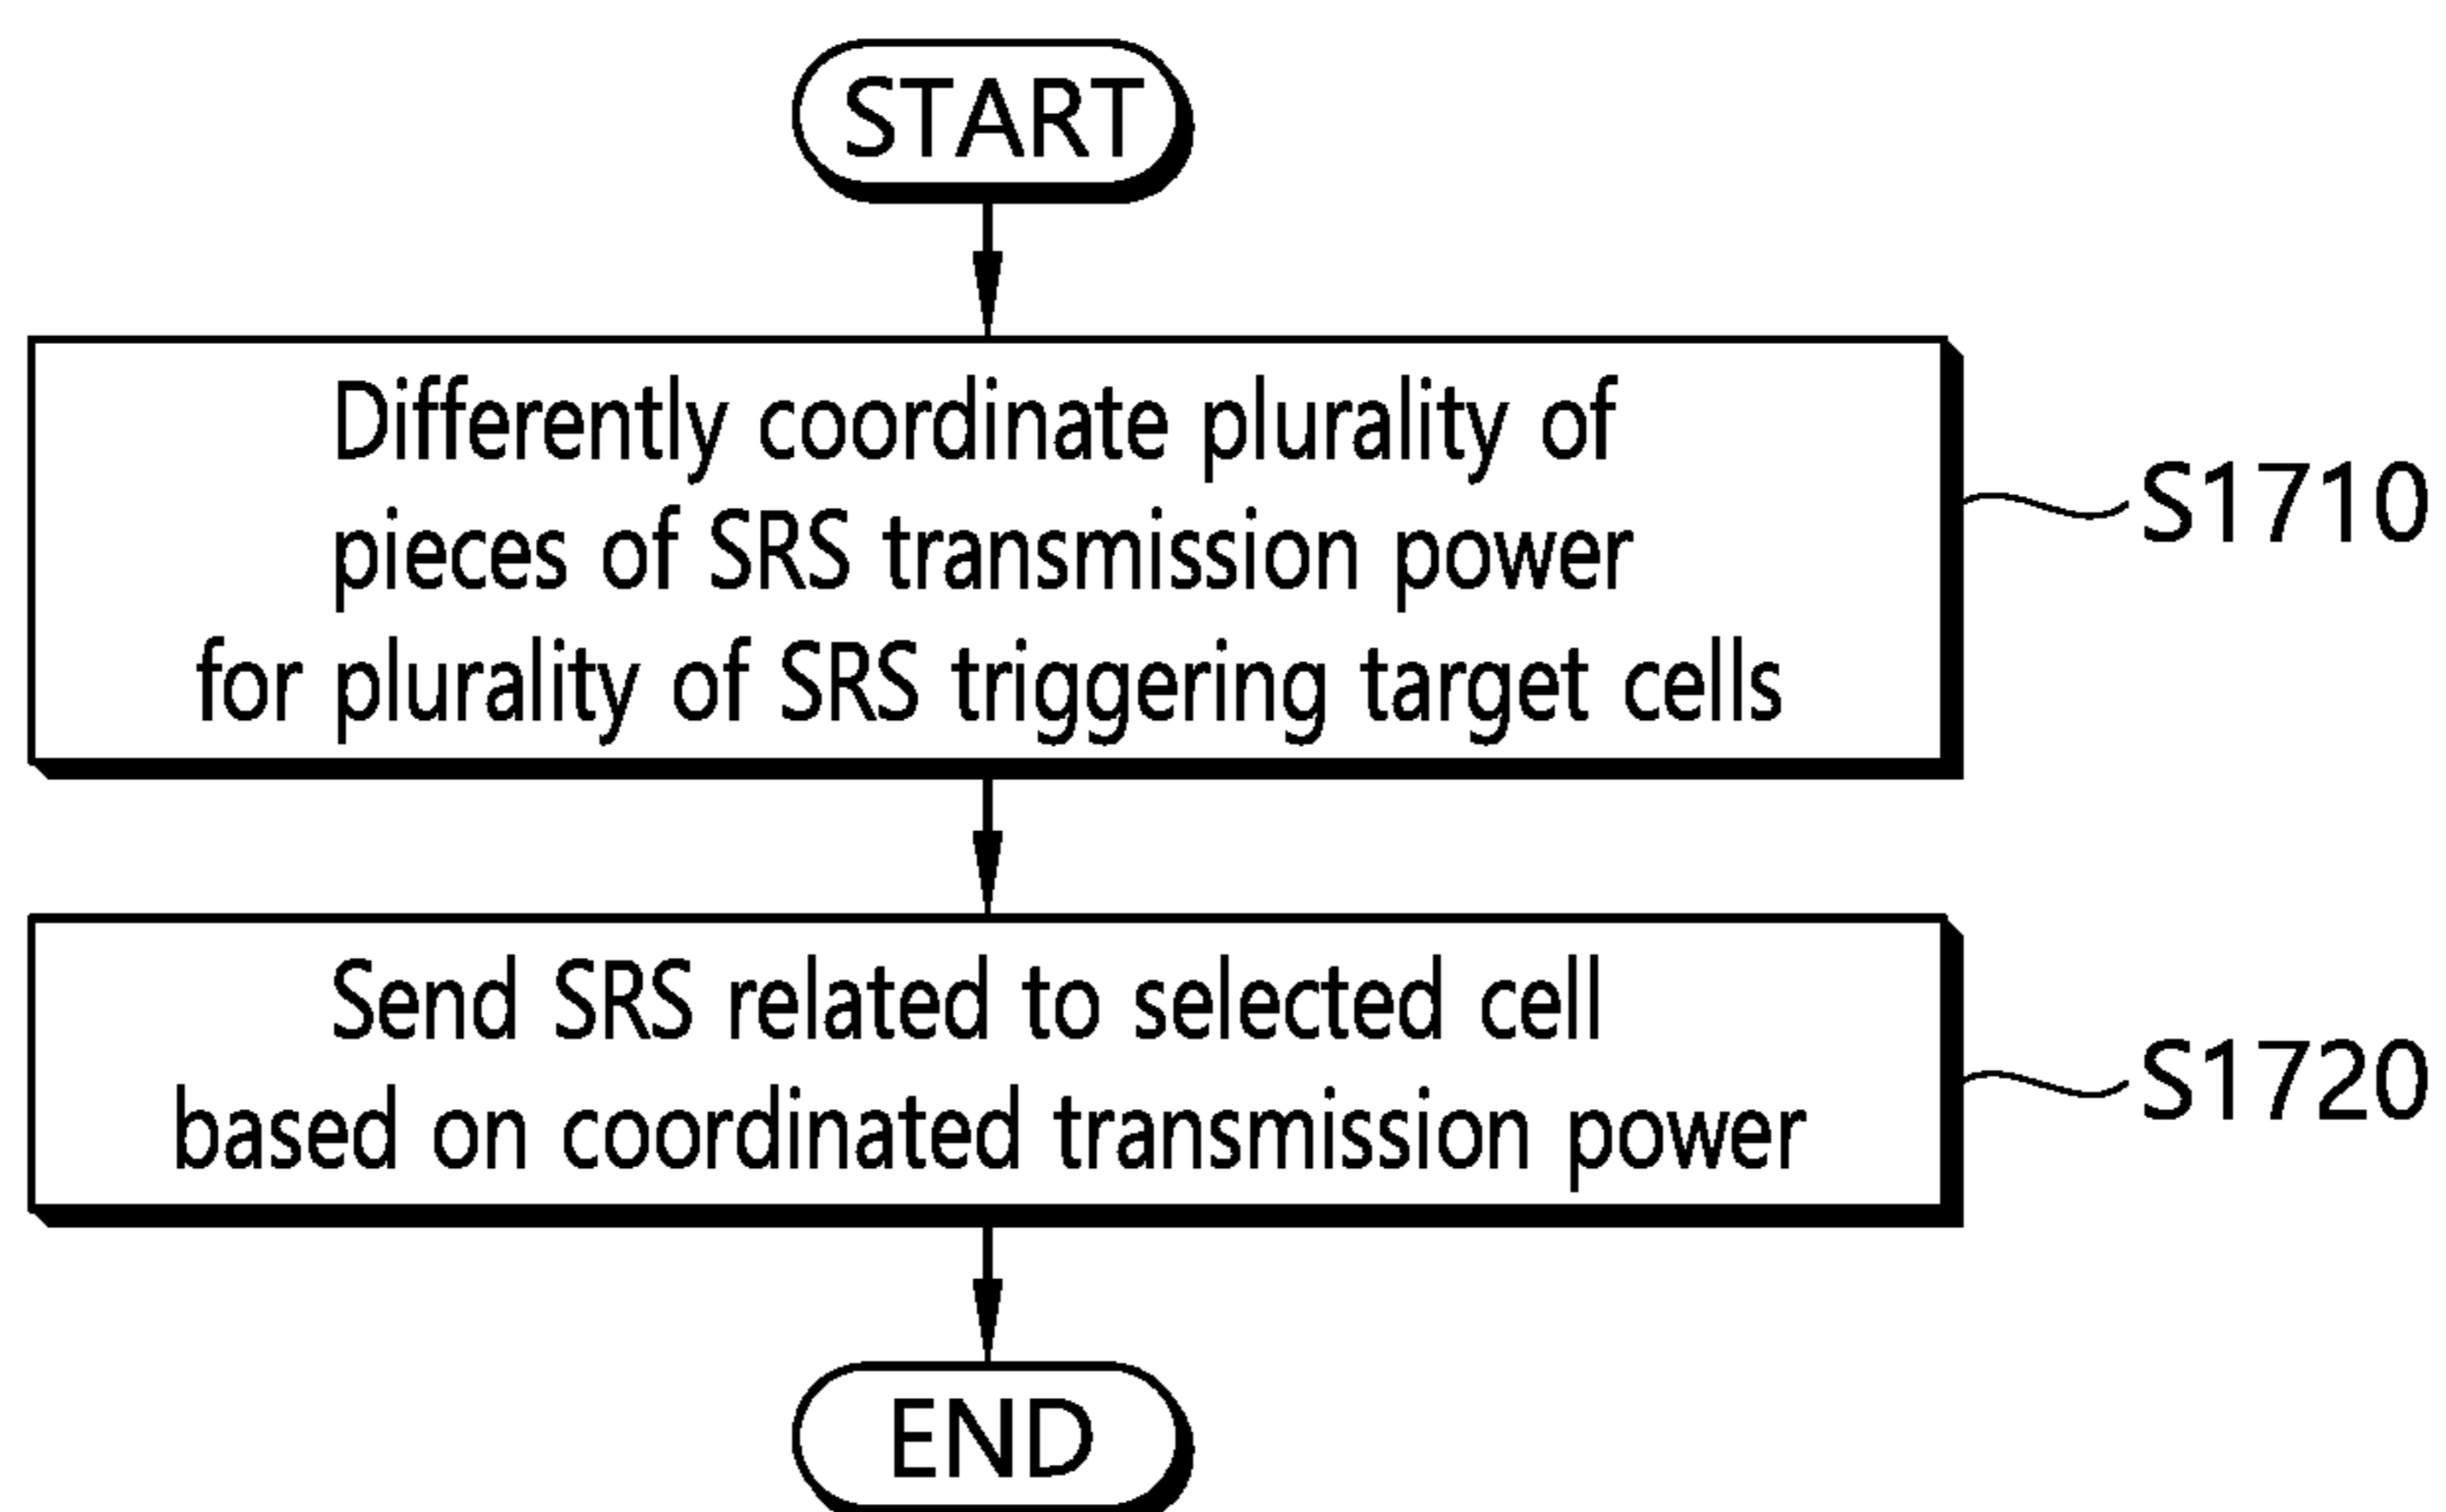 START
Differently coordinate plurality of
pieces of SRS transmission power
for plurality of SRS triggering target cells
S1710
Send SRS related to selected cell
based on coordinated transmission power
S1720
END